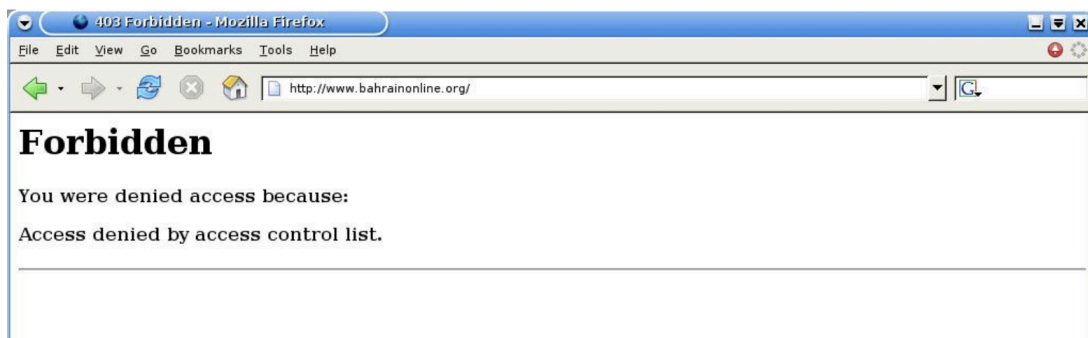 403 Forbidden - Mozilla Firefox
File Edit View Go Bookmarks Tools Help
http://www.bahrainonline.org/
G
Forbidden
You were denied access because:
Access denied by access control list.